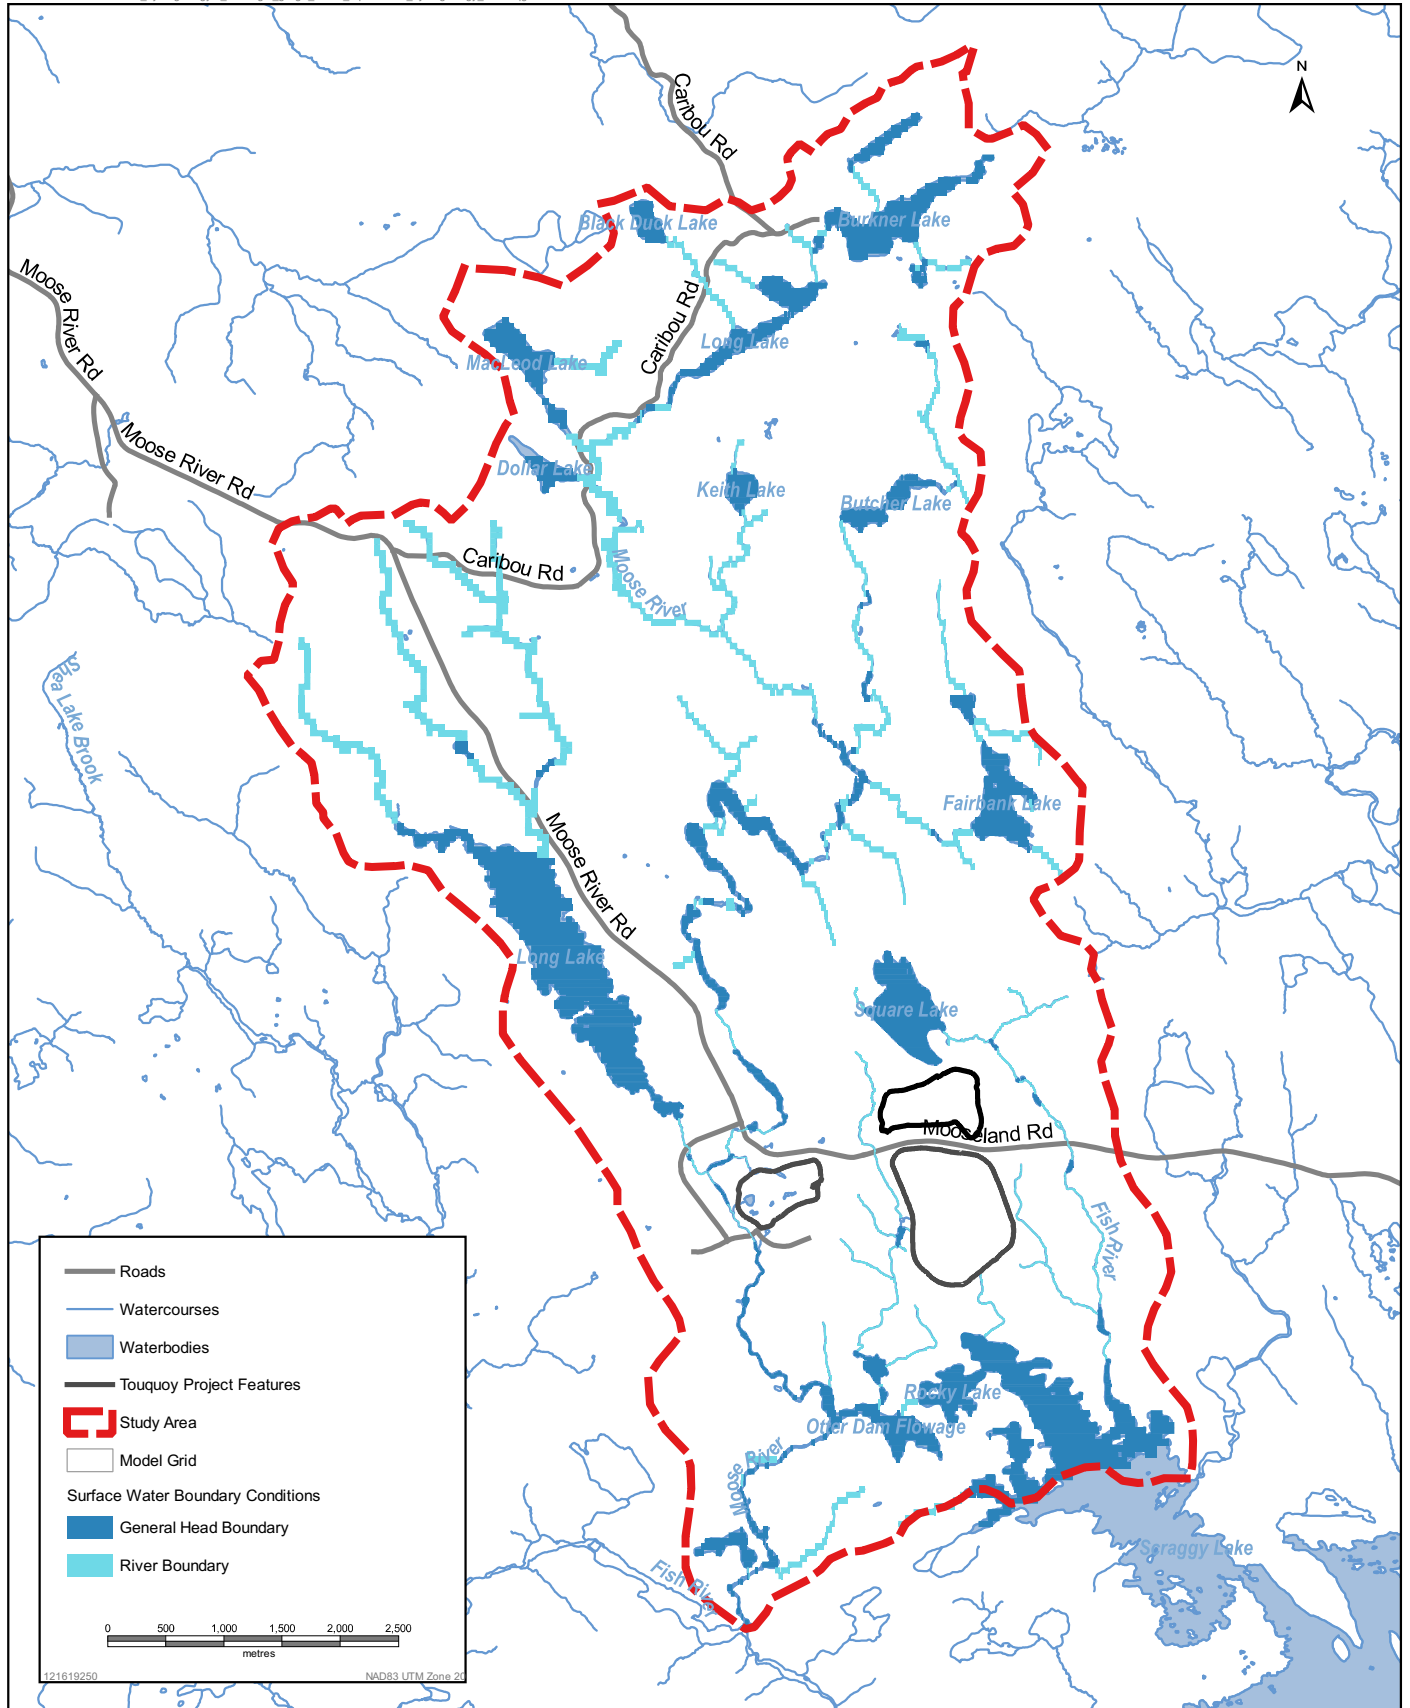 N
Caribou Rd
Black Duck Lake
Burkner Lake
Moose River Rd
Caribou Rd
Long Lake
MacLeod Lake
Moose River Rd
Dollar Lake
Keith Lake
Butcher Lake
Caribou Rd
Moose River
Shea Lake Brook
Fairbank Lake
Moose River Rd
Long Lake
Square Lake
Mooseland Rd
Fish River
Rocky Lake
Otter Dam Flowage
Moose River
Scraggy Lake
Fish River
Roads
Watercourses
Waterbodies
Touquoy Project Features
Study Area
Model Grid
Surface Water Boundary Conditions
General Head Boundary
River Boundary
0 500 1,000 1,500 2,000 2,500
metres
121619250 NAD83 UTM Zone 20